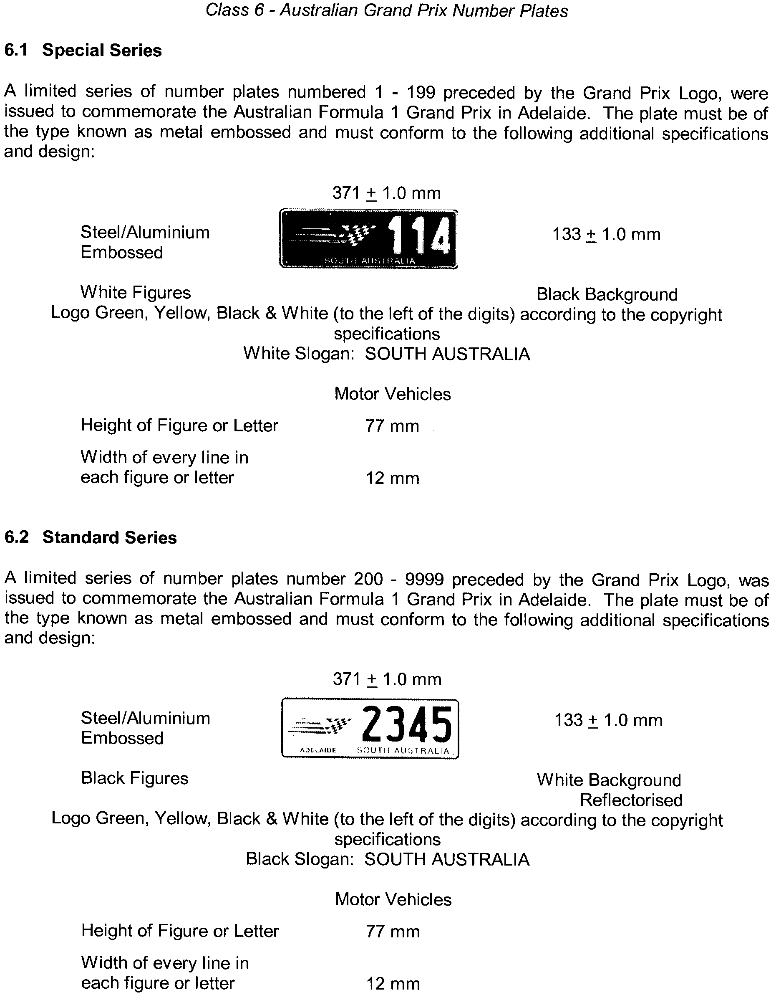 Class 6 - Australian Grand Prix Number Plates
6.1 Special Series
A limited series of number plates numbered 1 - 199 preceded by the Grand Prix Logo, were
issued to commemorate the Australian Formula 1 Grand Prix in Adelaide. The plate must be of
the type known as metal embossed and must conform to the following additional specifications
and design:
371 ± 1.0 mm
Steel/Aluminium
Embossed
114
SOUTH AUSTRALIA
133 ± 1.0 mm
White Figures
Black Background
Logo Green, Yellow, Black & White (to the left of the digits) according to the copyright
specifications
White Slogan: SOUTH AUSTRALIA
Motor Vehicles
Height of Figure or Letter 77 mm
Width of every line in
each figure or letter 12 mm
6.2 Standard Series
A limited series of number plates number 200 - 9999 preceded by the Grand Prix Logo, was
issued to commemorate the Australian Formula 1 Grand Prix in Adelaide. The plate must be of
the type known as metal embossed and must conform to the following additional specifications
and design:
371 ± 1.0 mm
Steel/Aluminium
Embossed
2345
ADELAIDE SOUTH AUSTRALIA
133 ± 1.0 mm
Black Figures
White Background
Reflectorised
Logo Green, Yellow, Black & White (to the left of the digits) according to the copyright
specifications
Black Slogan: SOUTH AUSTRALIA
Motor Vehicles
Height of Figure or Letter 77 mm
Width of every line in
each figure or letter 12 mm